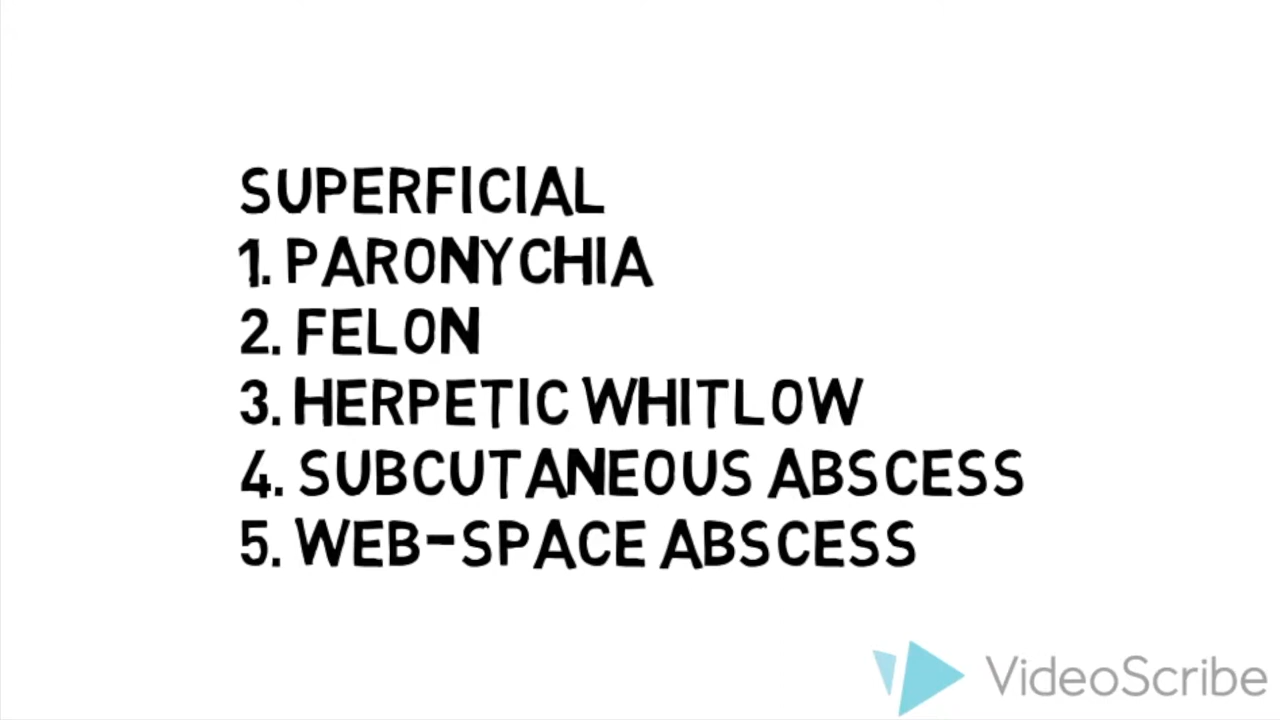 SUPERFICIAL
1. PARONYCHIA
2. FELON
3. HERPETIC WHITLOW
4. SUBCUTANEOUS ABSCESS
5. WEB-SPACE ABSCESS
VideoScribe